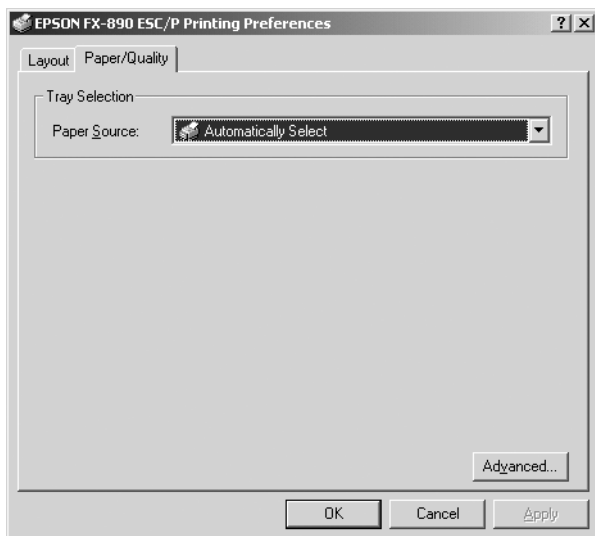 EPSON FX-890 ESC/P Printing Preferences
Layout Paper/Quality
Tray Selection
Paper Source: Automatically Select
Advanced...
OK Cancel Apply